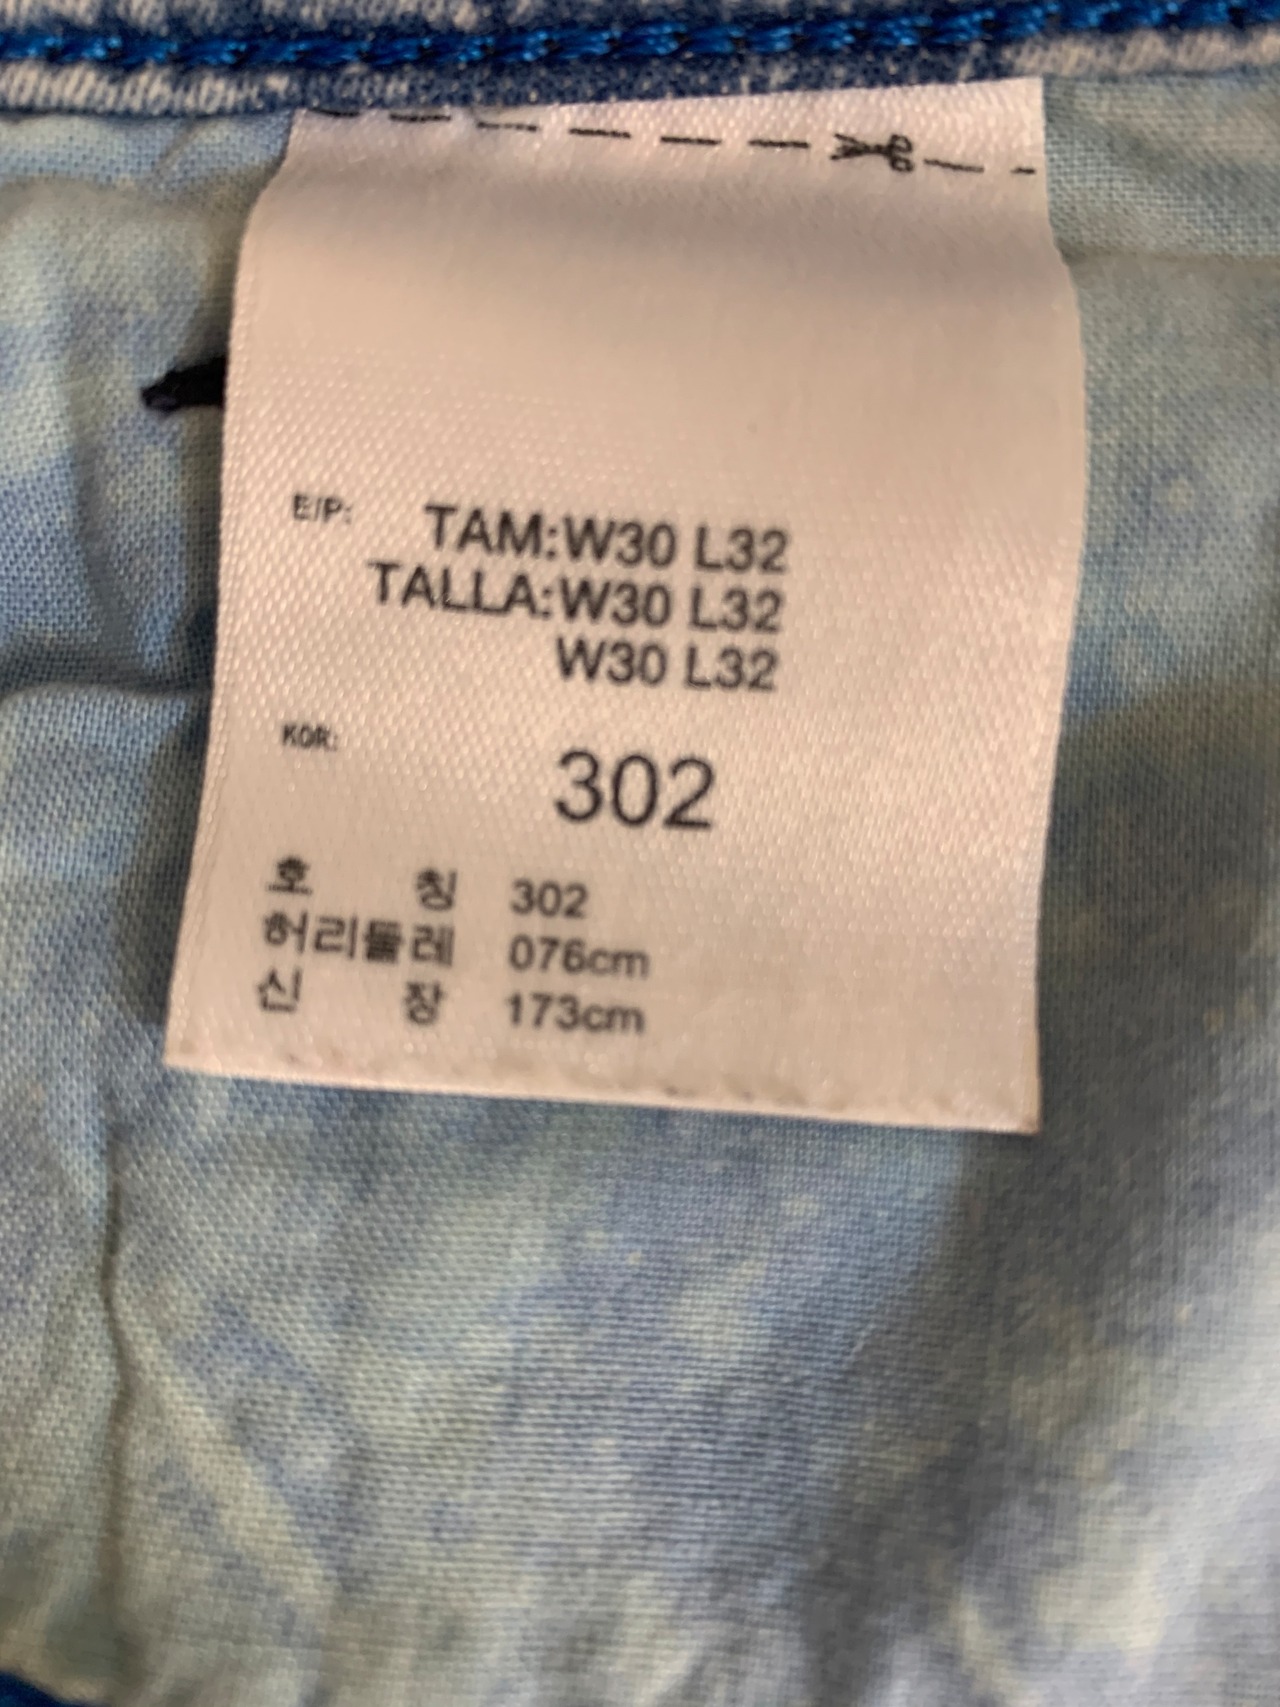 E/P: TAM:W30 L32
TALLA:W30 L32
W30 L32
KOR: 302
호 칭 302
허리둘레 076cm
신 장 173cm